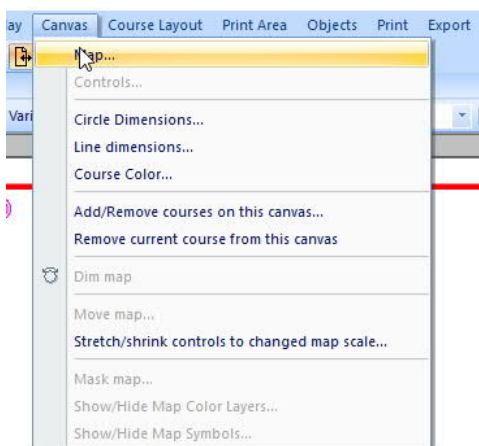 ay Canvas Course Layout Print Area Objects Print Export
Map...
Controls...
Vari
Circle Dimensions...
Line dimensions...
Course Color...
Add/Remove courses on this canvas...
Remove current course from this canvas
Dim map
Move map...
Stretch/shrink controls to changed map scale...
Mask map...
Show/Hide Map Color Layers...
Show/Hide Map Symbols...